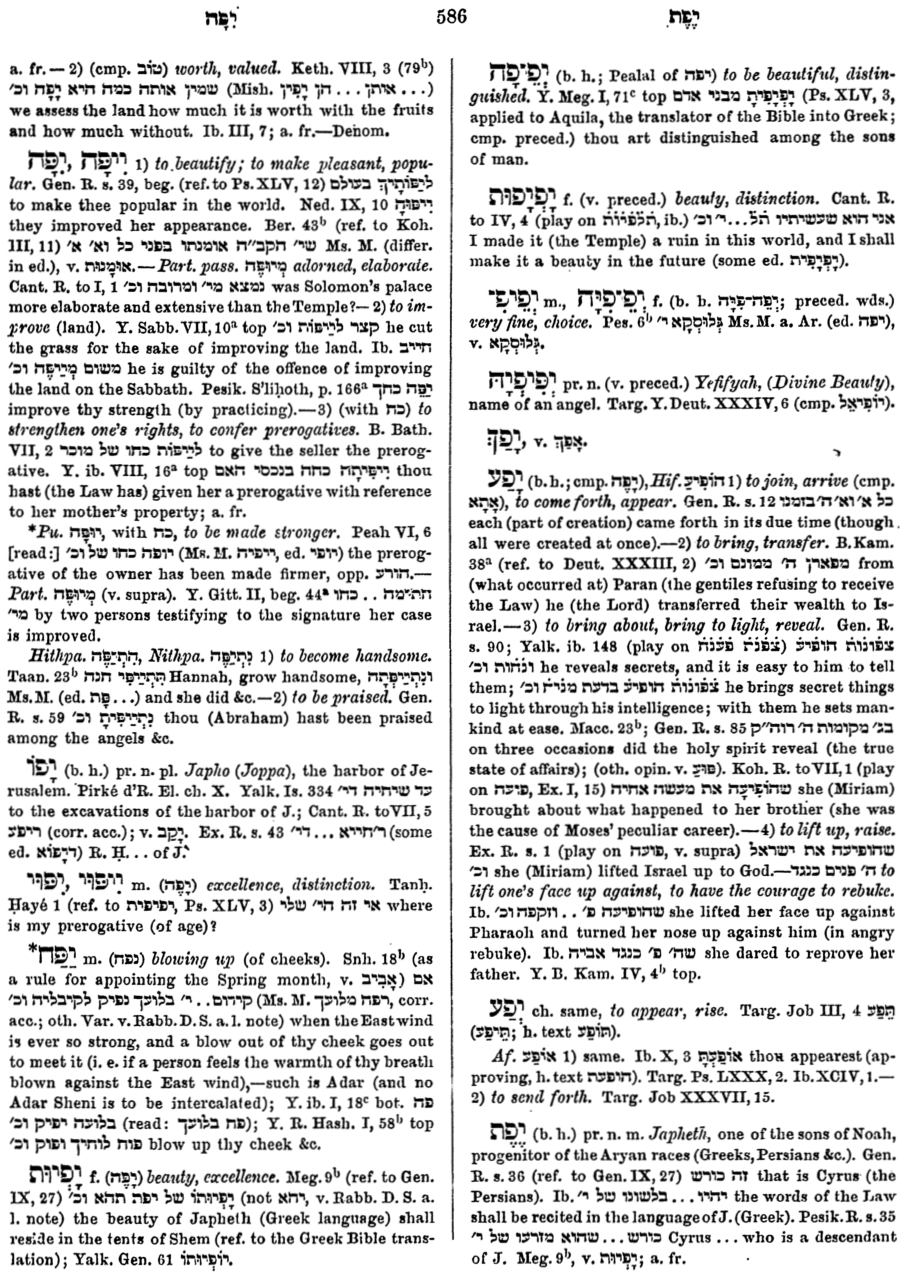 יִפָּה 586 יֶפֶת
a. fr. — 2) (cmp. טוֹב) worth, valued. Keth. VIII, 3 (79b)
(Mish. אותן ... הן יָפִין ...) שמין אותה כמה היא יָפָה וכ׳
we assess the land how much it is worth with the fruits
and how much without. Ib. III, 7; a. fr.—Denom.
יִיפָּה, יִפָּה 1) to beautify; to make pleasant, popu-
lar. Gen. R. s. 39, beg. (ref. to Ps. XLV, 12) לְיַפּוֹתֵיךְ בעולם
to make thee popular in the world. Ned. IX, 10 וְיִיפּוּהָ
they improved her appearance. Ber. 43b (ref. to Koh.
III, 11) שי׳ הקב״ה אומנתו בפני כל וא׳ א׳ Ms. M. (differ.
in ed.), v. אוּמָנוּת.—Part. pass. מְיוּפֶּה adorned, elaborate.
Cant. R. to I, 1 נמצא מי׳ ומרובה וכ׳ was Solomon's palace
more elaborate and extensive than the Temple?— 2) to im-
prove (land). Y. Sabb. VII, 10a top קצר לְיַיפּוֹת וכ׳ he cut
the grass for the sake of improving the land. Ib. חייב
משום מְיַיפֶּה וכ׳ he is guilty of the offence of improving
the land on the Sabbath. Pesik. S'liḥoth, p. 166a יַפֵּה כחך
improve thy strength (by practicing).—3) (with כח) to
strengthen one's rights, to confer prerogatives. B. Bath.
VII, 2 לְיַיפּוֹת כחו של מוכר to give the seller the prerog-
ative. Y. ib. VIII, 16a top יִיפִּיתָה כחה בנכסי האם thou
hast (the Law has) given her a prerogative with reference
to her mother's property; a. fr.
*Pu. יוּפָּה, with כח, to be made stronger. Peah VI, 6
[read:] יופה כחו של וכ׳ (Ms. M. וייפיה, ed. יופי) the prerog-
ative of the owner has been made firmer, opp. הורע.—
Part. מְיוּפֶּה (v. supra). Y. Gitt. II, beg. 44a חתימה .. כחו
מי׳ by two persons testifying to the signature her case
is improved.
Hithpa. הִתְיַפֶּה, Nithpa. נִתְיַפֶּה 1) to become handsome.
Taan. 23b הִתְיַיפִּי חנה וְנִתְיַיפְּתָה Hannah, grow handsome,
Ms. M. (ed. פָּת...) and she did &c.—2) to be praised. Gen.
R. s. 59 נִתְיַיפִּיתָ וכ׳ thou (Abraham) hast been praised
among the angels &c.
יָפוֹ (b. h.) pr. n. pl. Japho (Joppa), the harbor of Je-
rusalem. Pirké d'R. El. ch. X. Yalk. Is. 334 עד שיחיה די׳
to the excavations of the harbor of J.; Cant. R. to VII, 5
דיפע (corr. acc.); v. יָקֶב. Ex. R. s. 43 ר׳חייא ... די׳ (some
ed. דיָפוֹא) R. Ḥ... of J.
יִיפּוּי, יִפּוּי m. (יָפֶה) excellence, distinction. Tanḥ.
Ḥayé 1 (ref. to יפיפית, Ps. XLV, 3) אי זה הי׳ שלי where
is my prerogative (of age)?
*יַפַּח m. (נפח) blowing up (of cheeks). Snh. 18b (as
a rule for appointing the Spring month, v. אָבִיב) אם
קידום .. י׳ בלועך נפיק לקיבליה וכ׳ (Ms. M. ויפח מלועך, corr.
acc.; oth. Var. v. Rabb. D. S. a. l. note) when the East wind
is ever so strong, and a blow out of thy cheek goes out
to meet it (i. e. if a person feels the warmth of thy breath
blown against the East wind),—such is Adar (and no
Adar Sheni is to be intercalated); Y. ib. I, 18c bot. פח
בלועה יפיק וכ׳ (read: פח בלועך); Y. R. Hash. I, 58b top
פוח לוחיך ופוק וכ׳ blow up thy cheek &c.
יָפְיוּת f. (יָפֶה) beauty, excellence. Meg. 9b (ref. to Gen.
IX, 27) יָפְיוּתוֹ של יפת תהא וכ׳ (not יהא, v. Rabb. D. S. a.
l. note) the beauty of Japheth (Greek language) shall
reside in the tents of Shem (ref. to the Greek Bible trans-
lation); Yalk. Gen. 61 יוֹפְיוּתוֹ.
יְפֵיפָה (b. h.; Pealal of יפה) to be beautiful, distin-
guished. Y. Meg. I, 71c top יָפְיָפִיתָ מבני אדם (Ps. XLV, 3,
applied to Aquila, the translator of the Bible into Greek;
cmp. preced.) thou art distinguished among the sons
of man.
יְפֵיפוּת f. (v. preced.) beauty, distinction. Cant. R.
to IV, 4 (play on תלפיות, ib.) אני הוא שעשיתיו תל...י׳ וכ׳
I made it (the Temple) a ruin in this world, and I shall
make it a beauty in the future (some ed. יָפְיָפִית).
יְפֵיפִי m., יְפֵיפִיָּה f. (b. h. יְפֵה־פִיָּה; preced. wds.)
very fine, choice. Pes. 6b גְּלוּסְקָא י׳ Ms. M. a. Ar. (ed. יפה),
v. גְּלוּסְקָא.
יְפִיפִיָּה pr. n. (v. preced.) Yefifyah, (Divine Beauty),
name of an angel. Targ. Y. Deut. XXXIV, 6 (cmp. יוֹפִיאֵל).
יָפַךְ, v. אָפַךְ.
יָפַע (b. h.; cmp. יָפֶה), Hif. הוֹפִיעַ 1) to join, arrive (cmp.
אָתָא), to come forth, appear. Gen. R. s. 12 כל א׳וא׳ה׳בזמנו
each (part of creation) came forth in its due time (though
all were created at once).—2) to bring, transfer. B. Kam.
38a (ref. to Deut. XXXIII, 2) מפארן ה׳ ממונם וכ׳ from
(what occurred at) Paran (the gentiles refusing to receive
the Law) he (the Lord) transferred their wealth to Is-
rael.—3) to bring about, bring to light, reveal. Gen. R.
s. 90; Yalk. ib. 148 (play on צפנת פענח) צפונות הופיע
ונוחות וכ׳ he reveals secrets, and it is easy to him to tell
them; צפונות הופיע בדעת מניח וכ׳ he brings secret things
to light through his intelligence; with them he sets man-
kind at ease. Macc. 23b; Gen. R. s. 85 בג׳ מקומות ה׳ רוה״ק
on three occasions did the holy spirit reveal (the true
state of affairs); (oth. opin. v. פוע). Koh. R. to VII, 1 (play
on פועה, Ex. I, 15) שהוֹפִיעָה את מעשה אחיה she (Miriam)
brought about what happened to her brother (she was
the cause of Moses' peculiar career).—4) to lift up, raise.
Ex. R. s. 1 (play on פועה, v. supra) שהופיעה את ישראל
וכ׳ she (Miriam) lifted Israel up to God.—ה׳ פנים כנגד to
lift one's face up against, to have the courage to rebuke.
Ib. שהופיעה פ׳ .. וזקפה וכ׳ she lifted her face up against
Pharaoh and turned her nose up against him (in angry
rebuke). Ib. שה׳ פ׳ כנגד אביה she dared to reprove her
father. Y. B. Kam. IV, 4b top.
יְפַע ch. same, to appear, rise. Targ. Job III, 4 תֵּפַע
(תֵּיפַע; h. text תּוֹפַע).
Af. אוֹפַע 1) same. Ib. X, 3 אוֹפַעְתָּ thou appearest (ap-
proving, h. text הופעת). Targ. Ps. LXXX, 2. Ib. XCIV, 1.—
2) to send forth. Targ. Job XXXVII, 15.
יֶפֶת (b. h.) pr. n. m. Japheth, one of the sons of Noah,
progenitor of the Aryan races (Greeks, Persians &c.). Gen.
R. s. 36 (ref. to Gen. IX, 27) זה כורש that is Cyrus (the
Persians). Ib. יהיו ... בלשונו של י׳ the words of the Law
shall be recited in the language of J. (Greek). Pesik. R. s. 35
כורש ... שהוא מזרעו של י׳ Cyrus ... who is a descendant
of J. Meg. 9b, v. יָפְיוּת; a. fr.